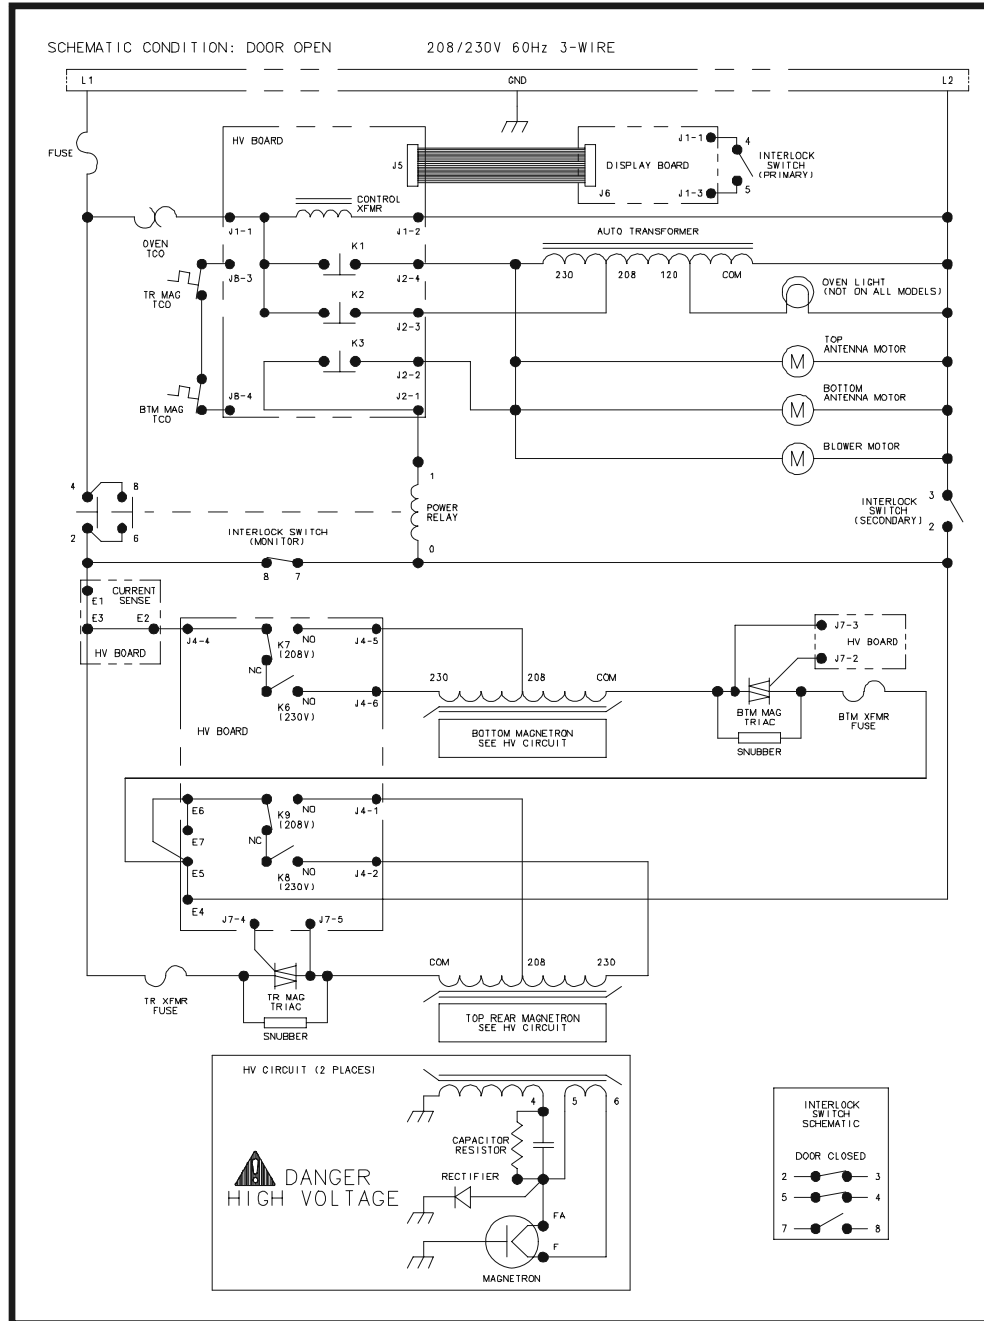 SCHEMATIC CONDITION: DOOR OPEN
208/230V 60Hz 3-WIRE
L1
GND
L2
FUSE
HV BOARD
J5
J6
DISPLAY BOARD
J1-1
J1-3
4
5
INTERLOCK
SWITCH
(PRIMARY)
CONTROL
XFMR
OVEN
TCO
J1-1
J1-2
AUTO TRANSFORMER
K1
J8-3
J2-4
230
208
120
COM
OVEN LIGHT
(NOT ON ALL MODELS)
TR MAG
TCO
K2
J2-3
K3
J2-2
M
TOP
ANTENNA MOTOR
BTM MAG
TCO
J8-4
J2-1
M
BOTTOM
ANTENNA MOTOR
M
BLOWER MOTOR
4
8
2
6
1
POWER
RELAY
0
INTERLOCK
SWITCH
(SECONDARY)
3
2
INTERLOCK SWITCH
(MONITOR)
8
7
E1
CURRENT
SENSE
E3
E2
HV BOARD
J4-4
K7
(208V)
NO
J4-5
NC
K6
(230V)
NO
J4-6
HV BOARD
230
208
COM
BOTTOM MAGNETRON
SEE HV CIRCUIT
J7-3
HV BOARD
J7-2
BTM MAG
TRIAC
SNUBBER
BTM XFMR
FUSE
E6
K9
(208V)
NO
J4-1
E7
NC
E5
K8
(230V)
NO
J4-2
E4
J7-4
J7-5
TR XFMR
FUSE
TR MAG
TRIAC
SNUBBER
COM
208
230
TOP REAR MAGNETRON
SEE HV CIRCUIT
HV CIRCUIT (2 PLACES)
4
5
6
CAPACITOR
RESISTOR
RECTIFIER
! DANGER
HIGH VOLTAGE
FA
F
MAGNETRON
INTERLOCK
SWITCH
SCHEMATIC
DOOR CLOSED
2
3
5
4
7
8